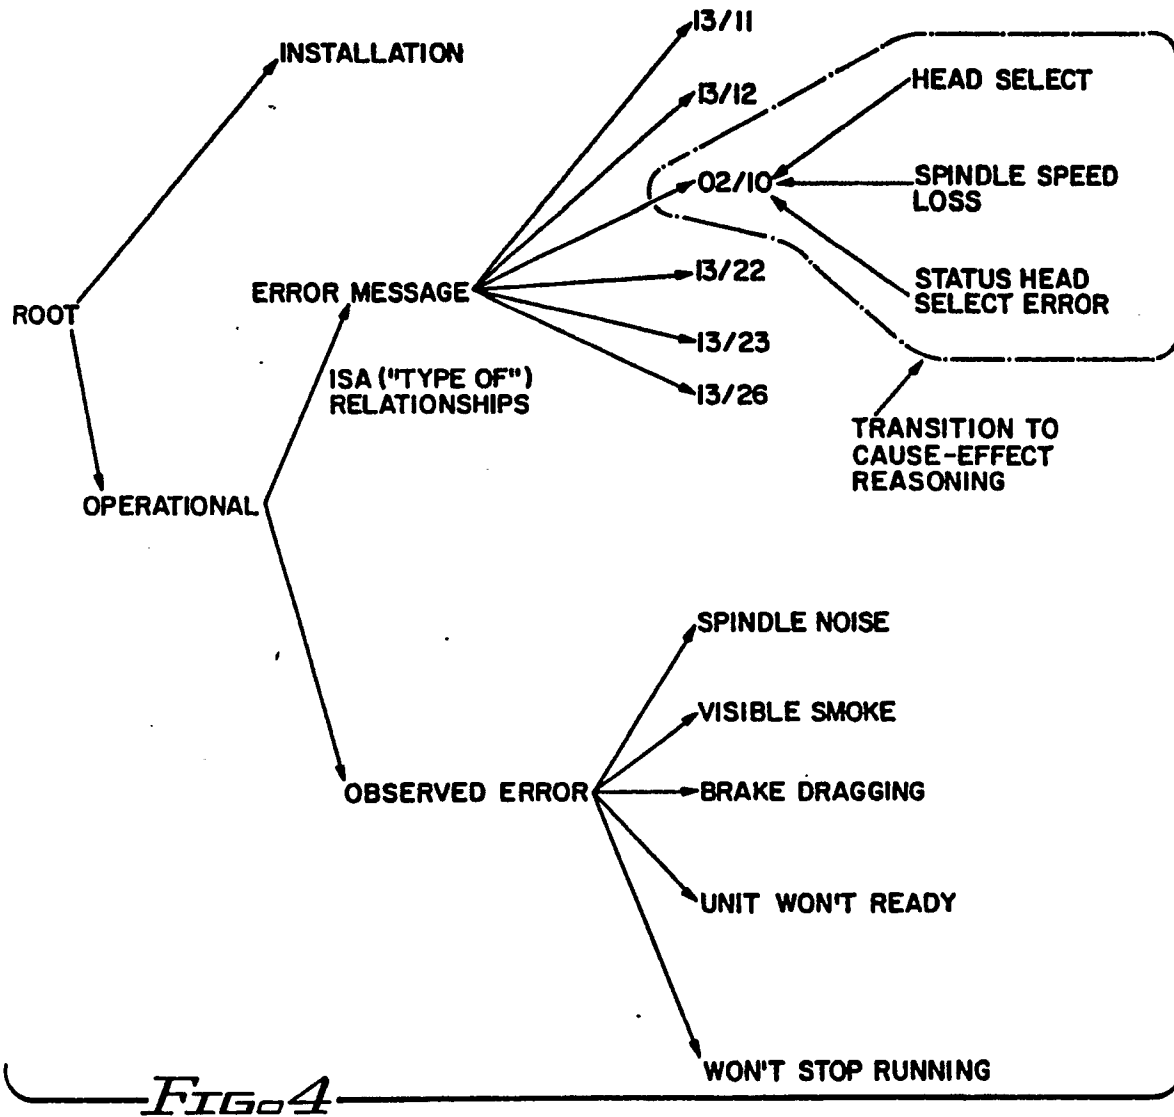 13/11
INSTALLATION
HEAD SELECT
13/12
02/10
SPINDLE SPEED
LOSS
13/22
ERROR MESSAGE
STATUS HEAD
SELECT ERROR
ROOT
13/23
ISA ("TYPE OF")
RELATIONSHIPS
13/26
TRANSITION TO
CAUSE-EFFECT
REASONING
OPERATIONAL
SPINDLE NOISE
VISIBLE SMOKE
OBSERVED ERROR
BRAKE DRAGGING
UNIT WON'T READY
WON'T STOP RUNNING
FIG. 4